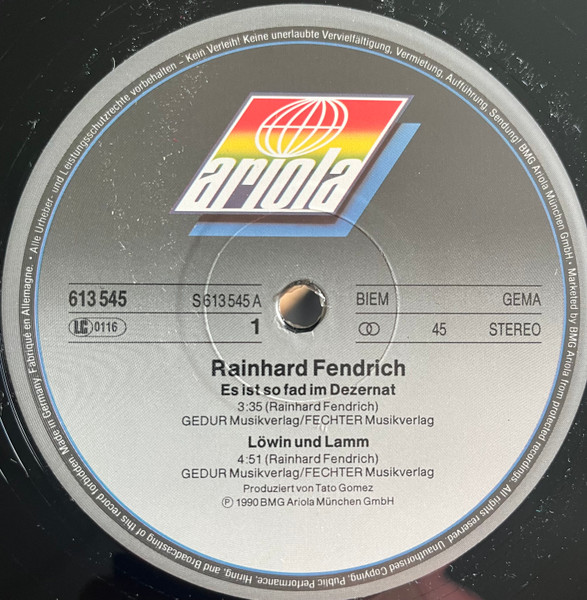 • Alle Urheber- und Leistungsschutzrechte vorbehalten - Kein Verleih! Keine unerlaubte Vervielfältigung, Vermietung, Aufführung, Sendung! BMG Ariola München GmbH • Marketed by BMG Ariola from protected recordings. All rights reserved. Unauthorised Copying, Public Performance, Hiring, and Broadcasting of this record forbidden. Made in Germany. Fabriqué en Allemagne.
ariola
613 545 S 613 545 A BIEM GEMA
LC 0116 1 45 STEREO
Rainhard Fendrich
Es ist so fad im Dezernat
3:35 (Rainhard Fendrich)
GEDUR Musikverlag/FECHTER Musikverlag
Löwin und Lamm
4:51 (Rainhard Fendrich)
GEDUR Musikverlag/FECHTER Musikverlag
Produziert von Tato Gomez
℗ 1990 BMG Ariola München GmbH